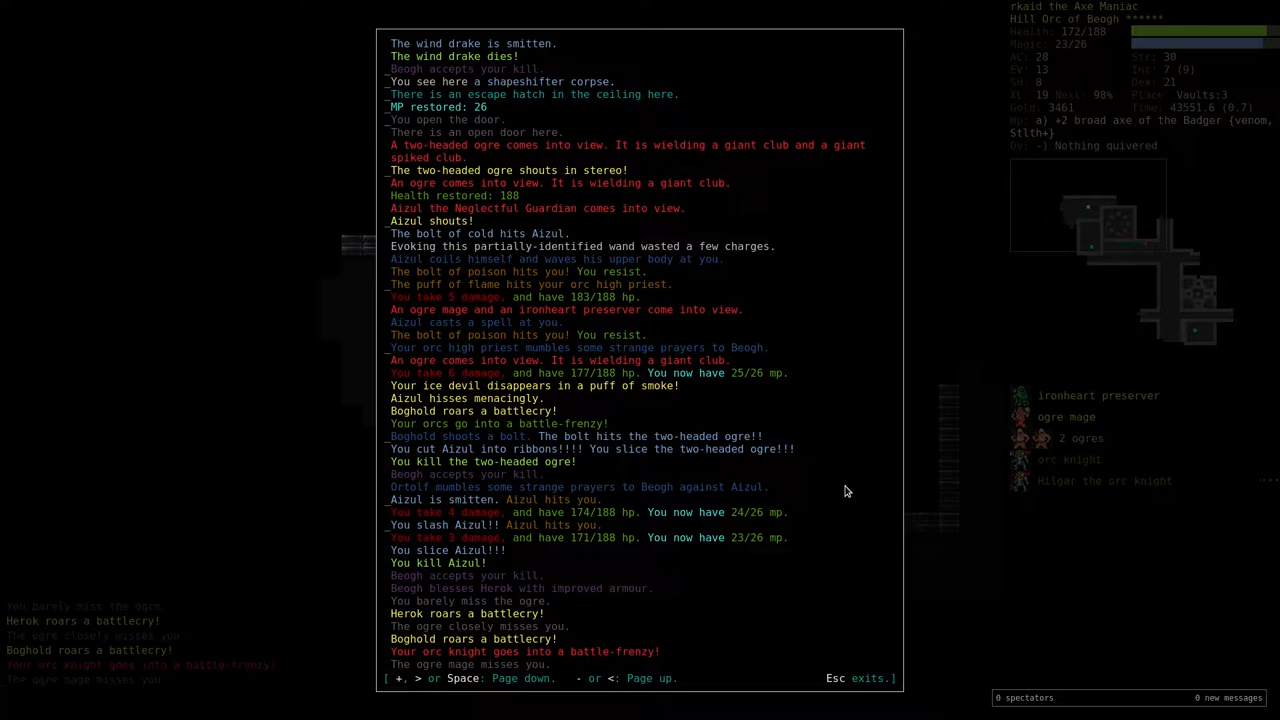 The wind drake is smitten.
The wind drake dies!
Beogh accepts your kill.
_You see here a shapeshifter corpse.
_There is an escape hatch in the ceiling here.
MP restored: 26
_You open the door.
There is an open door here.
A two-headed ogre comes into view. It is wielding a giant club and a giant
spiked club.
_The two-headed ogre shouts in stereo!
An ogre comes into view. It is wielding a giant club.
Health restored: 188
Aizul the Neglectful Guardian comes into view.
_Aizul shouts!
The bolt of cold hits Aizul.
Evoking this partially-identified wand wasted a few charges.
Aizul coils himself and waves his upper body at you.
The bolt of poison hits you! You resist.
_The puff of flame hits your orc high priest.
You take 5 damage, and have 183/188 hp.
An ogre mage and an ironheart preserver come into view.
Aizul casts a spell at you.
The bolt of poison hits you! You resist.
_Your orc high priest mumbles some strange prayers to Beogh.
An ogre comes into view. It is wielding a giant club.
You take 6 damage, and have 177/188 hp. You now have 25/26 mp.
Your ice devil disappears in a puff of smoke!
Aizul hisses menacingly.
Boghold roars a battlecry!
Your orcs go into a battle-frenzy!
_Boghold shoots a bolt. The bolt hits the two-headed ogre!!
You cut Aizul into ribbons!!!! You slice the two-headed ogre!!!
You kill the two-headed ogre!
Beogh accepts your kill.
Ortolf mumbles some strange prayers to Beogh against Aizul.
_Aizul is smitten. Aizul hits you.
You take 4 damage, and have 174/188 hp. You now have 24/26 mp.
_You slash Aizul!! Aizul hits you.
You take 3 damage, and have 171/188 hp. You now have 23/26 mp.
You slice Aizul!!!
You kill Aizul!
Beogh accepts your kill.
Beogh blesses Herok with improved armour.
You barely miss the ogre.
Herok roars a battlecry!
The ogre closely misses you.
Boghold roars a battlecry!
Your orc knight goes into a battle-frenzy!
The ogre mage misses you.
[ +, > or Space: Page down. - or <: Page up. Esc exits.]
rkaid the Axe Maniac
Hill Orc of Beogh ******
Health: 172/188
Magic: 23/26
AC: 28 Str: 30
EV: 13 Int: 7 (9)
SH: 8 Dex: 21
XL: 19 Next: 98% Place: Vaults:3
Gold: 3461 Time: 43551.6 (0.7)
Wp: a) +2 broad axe of the Badger {venom,
Stlth+}
Qv: -) Nothing quivered
ironheart preserver
ogre mage
2 ogres
orc knight
Hilgar the orc knight
You barely miss the ogre.
Herok roars a battlecry!
The ogre closely misses you.
Boghold roars a battlecry!
Your orc knight goes into a battle-frenzy!
The ogre mage misses you.
0 spectators 0 new messages